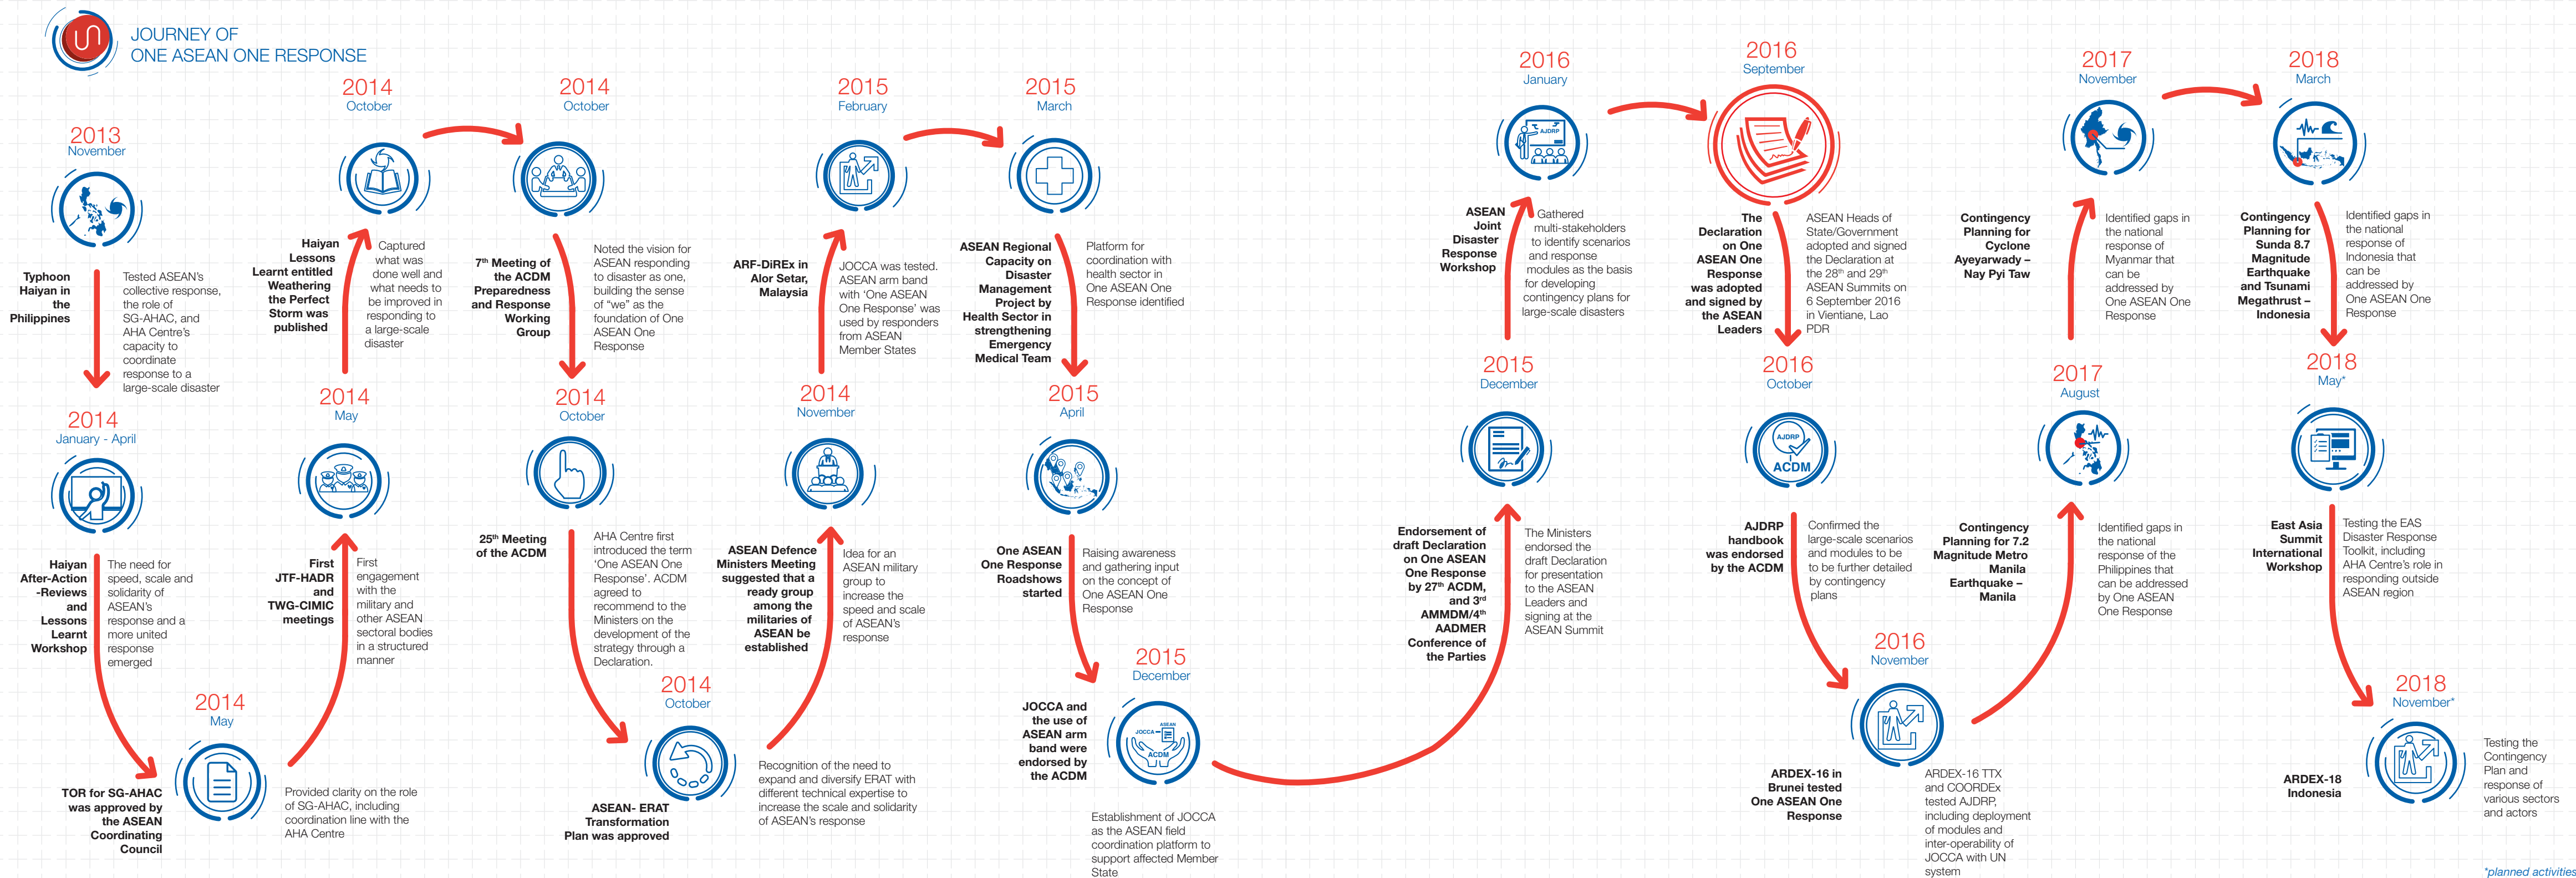 JOURNEY OF
ONE ASEAN ONE RESPONSE
2013
November
Typhoon
Haiyan in
the
Philippines
Tested ASEAN's
collective response,
the role of
SG-AHAC, and
AHA Centre's
capacity to
coordinate
response to a
large-scale disaster
2014
January - April
Haiyan
After-Action
-Reviews
and
Lessons
Learnt
Workshop
The need for
speed, scale and
solidarity of
ASEAN's
response and a
more united
response
emerged
2014
May
TOR for SG-AHAC
was approved by
the ASEAN
Coordinating
Council
Provided clarity on the role
of SG-AHAC, including
coordination line with the
AHA Centre
2014
May
First
JTF-HADR
and
TWG-CIMIC
meetings
First
engagement
with the
military and
other ASEAN
sectoral bodies
in a structured
manner
2014
October
Haiyan
Lessons
Learnt entitled
Weathering
the Perfect
Storm was
published
Captured
what was
done well and
what needs to
be improved in
responding to
a large-scale
disaster
2014
October
7th Meeting of
the ACDM
Preparedness
and Response
Working
Group
Noted the vision for
ASEAN responding
to disaster as one,
building the sense
of “we” as the
foundation of One
ASEAN One
Response
2014
October
25th Meeting
of the ACDM
AHA Centre first
introduced the term
‘One ASEAN One
Response’. ACDM
agreed to
recommend to the
Ministers on the
development of the
strategy through a
Declaration.
2014
October
ASEAN- ERAT
Transformation
Plan was approved
Recognition of the need to
expand and diversify ERAT with
different technical expertise to
increase the scale and solidarity
of ASEAN's response
2014
November
ASEAN Defence
Ministers Meeting
suggested that a
ready group
among the
militaries of
ASEAN be
established
Idea for an
ASEAN military
group to
increase the
speed and scale
of ASEAN's
response
2015
February
ARF-DiREx in
Alor Setar,
Malaysia
JOCCA was tested.
ASEAN arm band
with ‘One ASEAN
One Response’ was
used by responders
from ASEAN
Member States
2015
March
ASEAN Regional
Capacity on
Disaster
Management
Project by
Health Sector in
strengthening
Emergency
Medical Team
Platform for
coordination with
health sector in
One ASEAN One
Response identified
2015
April
One ASEAN
One Response
Roadshows
started
Raising awareness
and gathering input
on the concept of
One ASEAN One
Response
2015
December
ASEAN
JOCCA
ACDM
JOCCA and
the use of
ASEAN arm
band were
endorsed by
the ACDM
Establishment of JOCCA
as the ASEAN field
coordination platform to
support affected Member
State
2015
December
Endorsement of
draft Declaration
on One ASEAN
One Response
by 27th ACDM,
and 3rd
AMMDM/4th
AADMER
Conference of
the Parties
The Ministers
endorsed the
draft Declaration
for presentation
to the ASEAN
Leaders and
signing at the
ASEAN Summit
2016
January
AJDRP
ASEAN
Joint
Disaster
Response
Workshop
Gathered
multi-stakeholders
to identify scenarios
and response
modules as the basis
for developing
contingency plans for
large-scale disasters
2016
September
The
Declaration
on One
ASEAN One
Response
was adopted
and signed by
the ASEAN
Leaders
ASEAN Heads of
State/Government
adopted and signed
the Declaration at
the 28th and 29th
ASEAN Summits on
6 September 2016
in Vientiane, Lao
PDR
2016
October
AJDRP
ACDM
AJDRP
handbook
was endorsed
by the ACDM
Confirmed the
large-scale scenarios
and modules to be
to be further detailed
by contingency
plans
2016
November
ARDEX-16 in
Brunei tested
One ASEAN One
Response
ARDEX-16 TTX
and COORDEx
tested AJDRP,
including deployment
of modules and
inter-operability of
JOCCA with UN
system
2017
August
Contingency
Planning for 7.2
Magnitude Metro
Manila
Earthquake –
Manila
Identified gaps in
the national
response of the
Philippines that
can be addressed
by One ASEAN
One Response
2017
November
Contingency
Planning for
Cyclone
Ayeyarwady –
Nay Pyi Taw
Identified gaps in
the national
response of
Myanmar that
can be
addressed by
One ASEAN One
Response
2018
March
Contingency
Planning for
Sunda 8.7
Magnitude
Earthquake
and Tsunami
Megathrust –
Indonesia
Identified gaps in
the national
response of
Indonesia that
can be
addressed by
One ASEAN One
Response
2018
May*
East Asia
Summit
International
Workshop
Testing the EAS
Disaster Response
Toolkit, including
AHA Centre's role in
responding outside
ASEAN region
2018
November*
ARDEX-18
Indonesia
Testing the
Contingency
Plan and
response of
various sectors
and actors
*planned activities